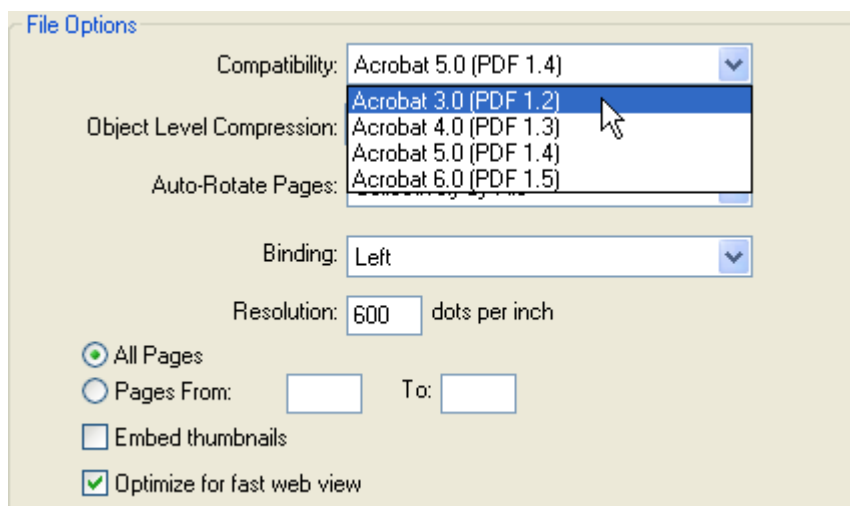 File Options
Compatibility: Acrobat 5.0 (PDF 1.4)
Acrobat 3.0 (PDF 1.2)
Object Level Compression: Acrobat 4.0 (PDF 1.3)
Acrobat 5.0 (PDF 1.4)
Auto-Rotate Pages: Acrobat 6.0 (PDF 1.5)
Binding: Left
Resolution: 600 dots per inch
All Pages
Pages From: To:
Embed thumbnails
Optimize for fast web view